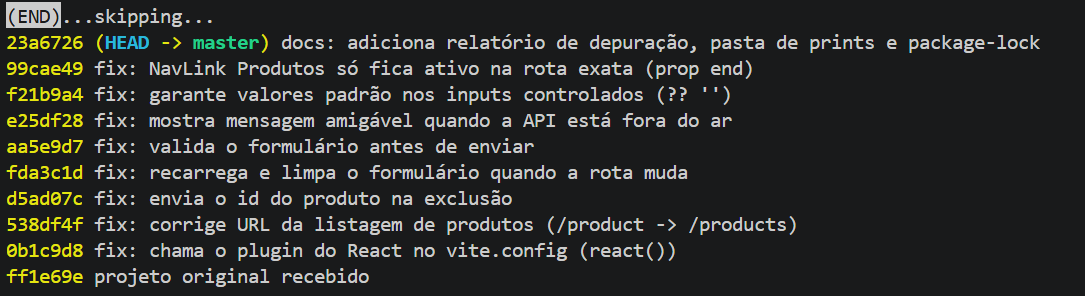 (END)...skipping...
23a6726 (HEAD -> master) docs: adiciona relatório de depuração, pasta de prints e package-lock
99cae49 fix: NavLink Produtos só fica ativo na rota exata (prop end)
f21b9a4 fix: garante valores padrão nos inputs controlados (?? '')
e25df28 fix: mostra mensagem amigável quando a API está fora do ar
aa5e9d7 fix: valida o formulário antes de enviar
fda3c1d fix: recarrega e limpa o formulário quando a rota muda
d5ad07c fix: envia o id do produto na exclusão
538df4f fix: corrige URL da listagem de produtos (/product -> /products)
0b1c9d8 fix: chama o plugin do React no vite.config (react())
ff1e69e projeto original recebido